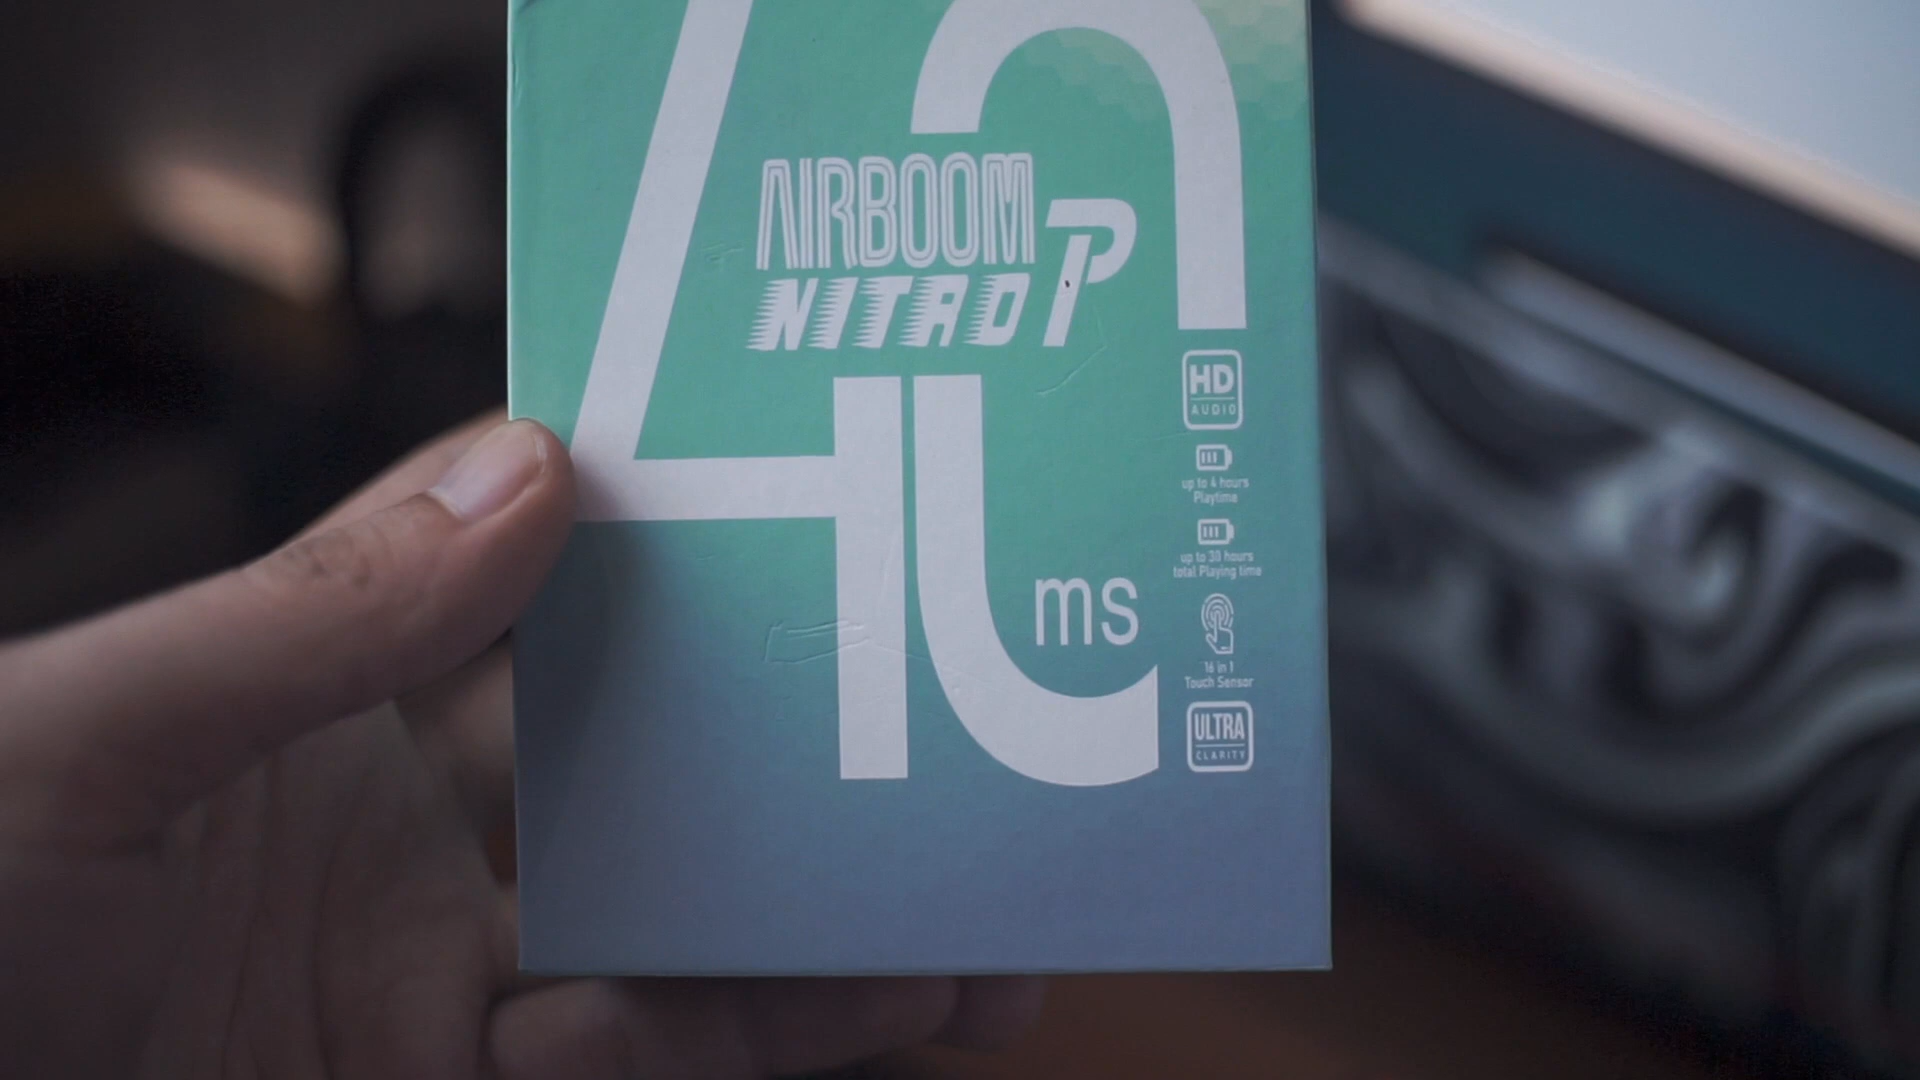 40
AIRBOOM
NITRO P
ms
HD
AUDIO
up to 4 hours
Playtime
up to 30 hours
total Playing time
16 in 1
Touch Sensor
ULTRA
CLARITY